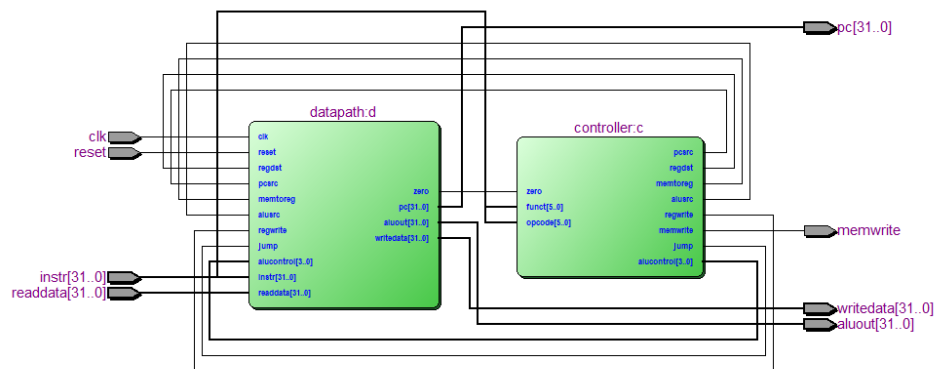 pc[31..0]
datapath:d
controller:c
clk
reset
clk
reset
regdst
pcsrc
memtoreg
alusrc
regwrite
jump
alucontrol[3..0]
instr[31..0]
readdata[31..0]
zero
pc[31..0]
aluout[31..0]
writedata[31..0]
zero
funct[5..0]
opcode[5..0]
pcsrc
regdst
memtoreg
alusrc
regwrite
memwrite
jump
alucontrol[3..0]
memwrite
instr[31..0]
readdata[31..0]
writedata[31..0]
aluout[31..0]